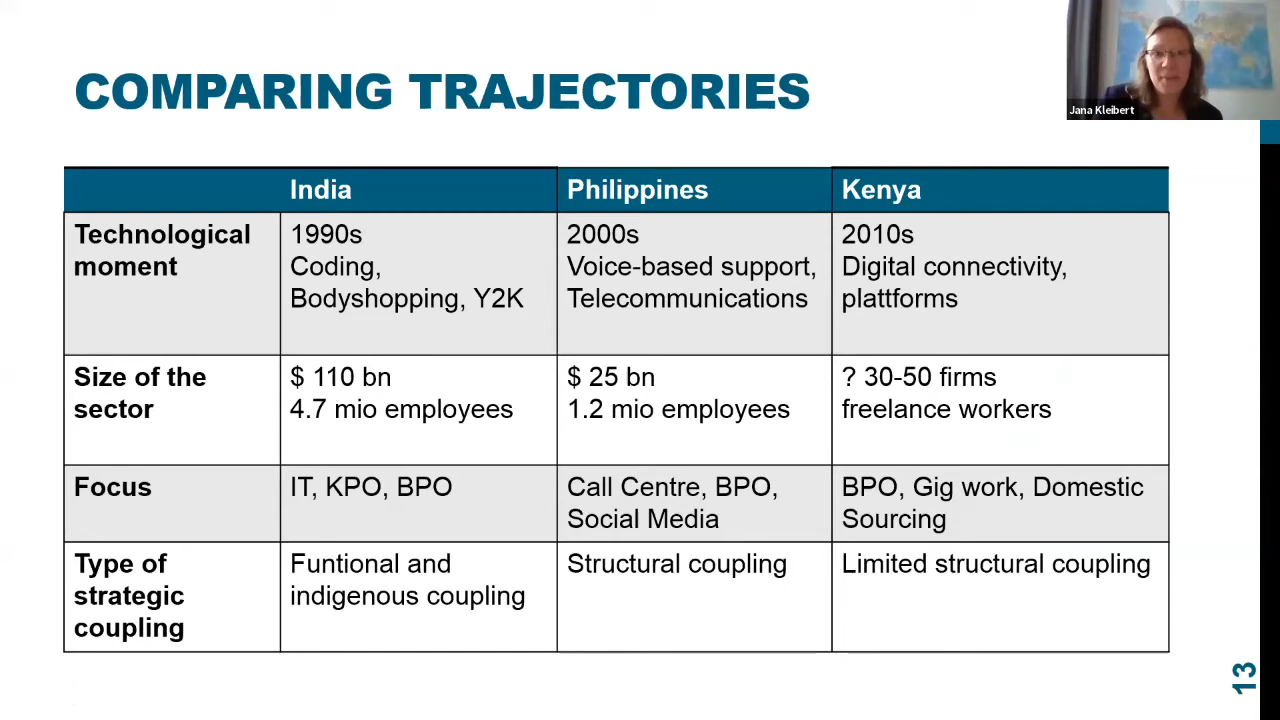 COMPARING TRAJECTORIES
Jana Kleibert
India Philippines Kenya
Technological
moment
1990s
Coding,
Bodyshopping, Y2K
2000s
Voice-based support,
Telecommunications
2010s
Digital connectivity,
plattforms
Size of the
sector
$ 110 bn
4.7 mio employees
$ 25 bn
1.2 mio employees
? 30-50 firms
freelance workers
Focus
IT, KPO, BPO
Call Centre, BPO,
Social Media
BPO, Gig work, Domestic
Sourcing
Type of
strategic
coupling
Funtional and
indigenous coupling
Structural coupling
Limited structural coupling
13